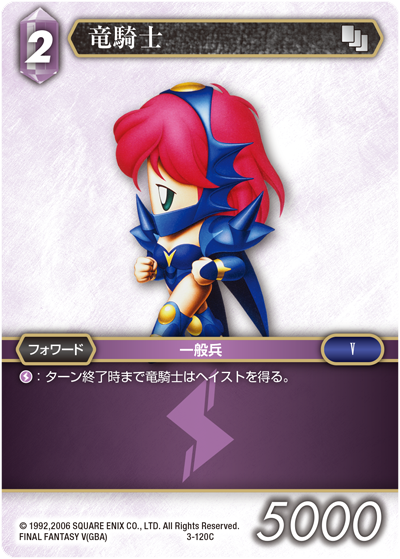 2
竜騎士
フォワード
一般兵
V
：ターン終了時まで竜騎士はヘイストを得る。
© 1992,2006 SQUARE ENIX CO., LTD. All Rights Reserved.
FINAL FANTASY V(GBA)
3-120C
5000